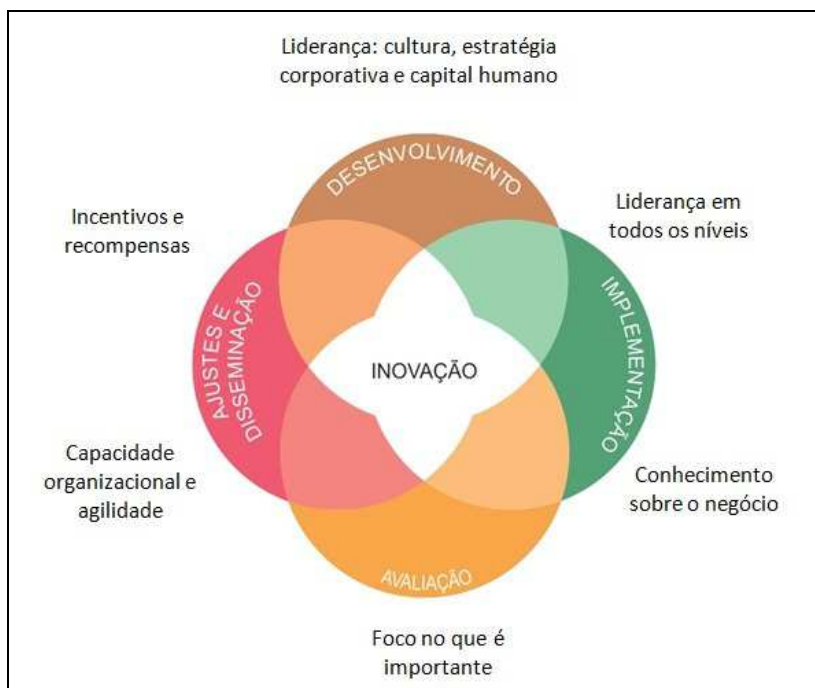 Liderança: cultura, estratégia
corporativa e capital humano
DESENVOLVIMENTO
Incentivos e
recompensas
Liderança em
todos os níveis
AJUSTES E
DISSEMINAÇÃO
INOVAÇÃO
IMPLEMENTAÇÃO
Capacidade
organizacional e
agilidade
Conhecimento
sobre o negócio
AVALIAÇÃO
Foco no que é
importante